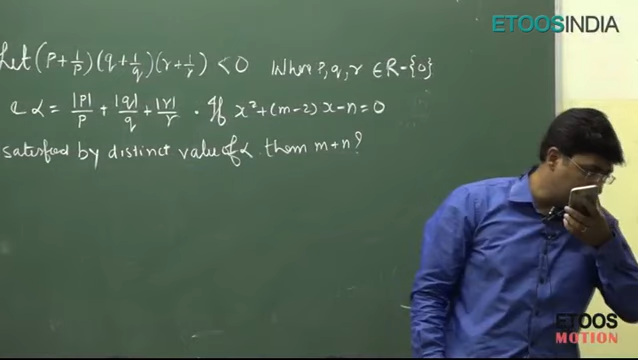 ETOOSINDIA
Let (P+1/P)(q+1/q)(r+1/r) < 0 Where P, q, r ∈ R-{0}
& α = |P|/P + |q|/q + |r|/r . If x²+(m-2)x-n=0
satisfied by distinct value of α them m+n?
ETOOS
MOTION